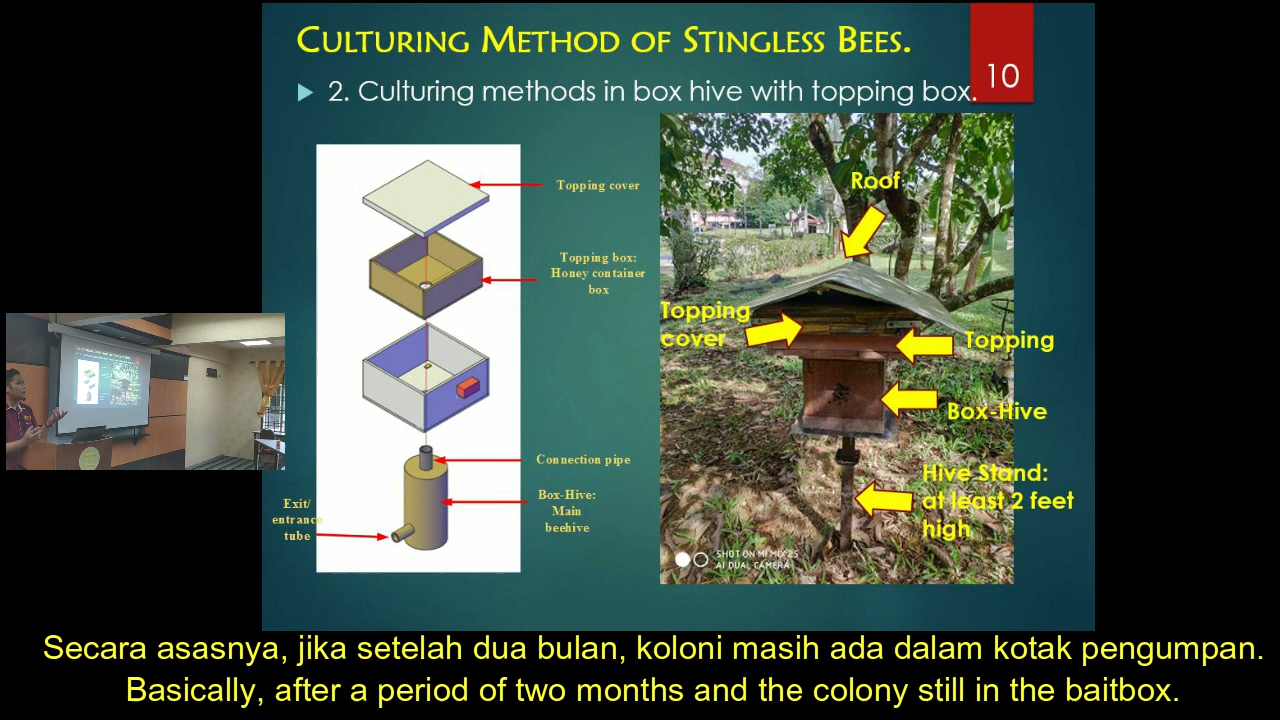 CULTURING METHOD OF STINGLESS BEES.
10
2. Culturing methods in box hive with topping box.
Topping cover
Topping box:
Honey container
box
Connection pipe
Box-Hive:
Main
beehive
Exit/
entrance
tube
Roof
Topping
cover
Topping
Box-Hive
Hive Stand:
at least 2 feet
high
SHOT ON MI MIX 2S
AI DUAL CAMERA
Secara asasnya, jika setelah dua bulan, koloni masih ada dalam kotak pengumpan.
Basically, after a period of two months and the colony still in the baitbox.